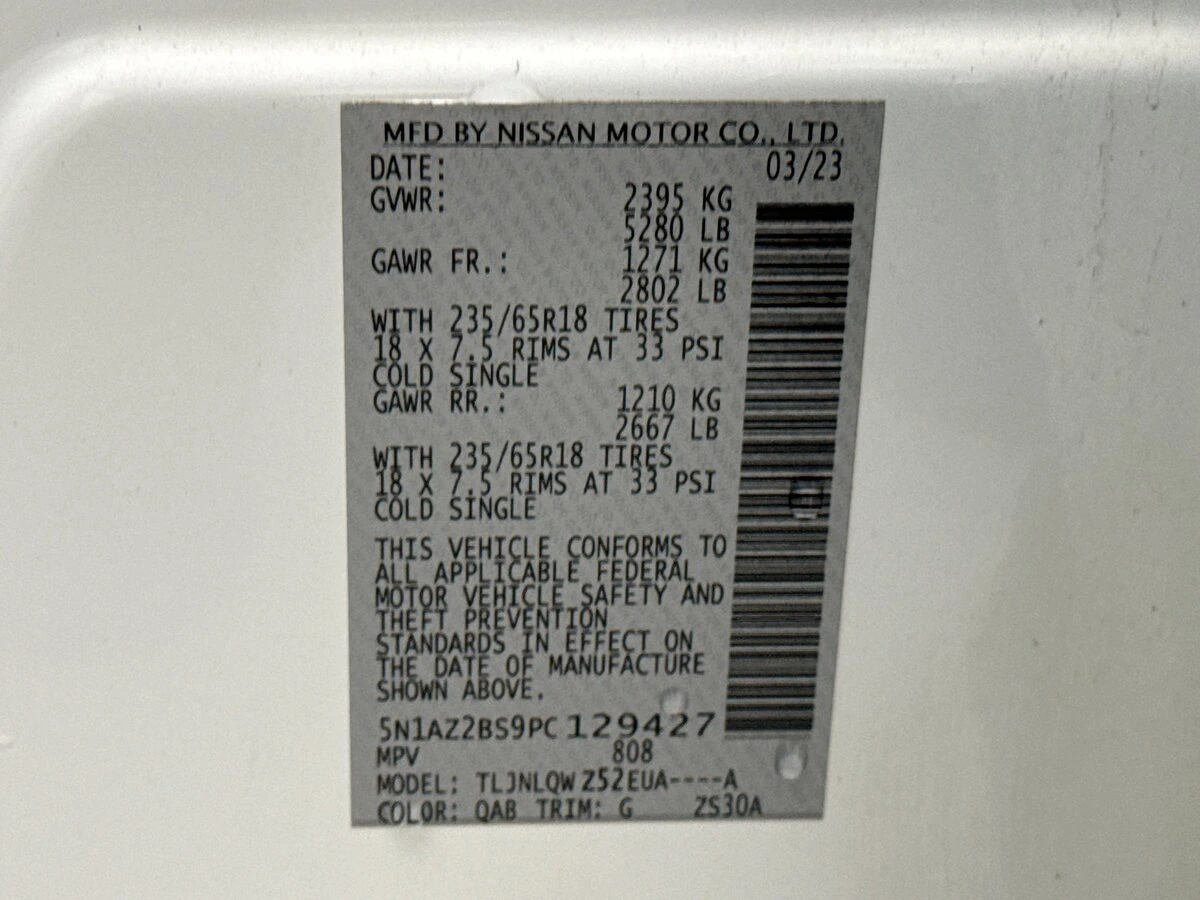 MFD BY NISSAN MOTOR CO., LTD.
DATE: 03/23
GVWR: 2395 KG
5280 LB
GAWR FR.: 1271 KG
2802 LB
WITH 235/65R18 TIRES
18 X 7.5 RIMS AT 33 PSI
COLD SINGLE
GAWR RR.: 1210 KG
2667 LB
WITH 235/65R18 TIRES
18 X 7.5 RIMS AT 33 PSI
COLD SINGLE
THIS VEHICLE CONFORMS TO
ALL APPLICABLE FEDERAL
MOTOR VEHICLE SAFETY AND
THEFT PREVENTION
STANDARDS IN EFFECT ON
THE DATE OF MANUFACTURE
SHOWN ABOVE.
5N1AZ2BS9PC129427
MPV 808
MODEL: TLJNLQWZ52EUA----A
COLOR: QAB TRIM: G ZS30A